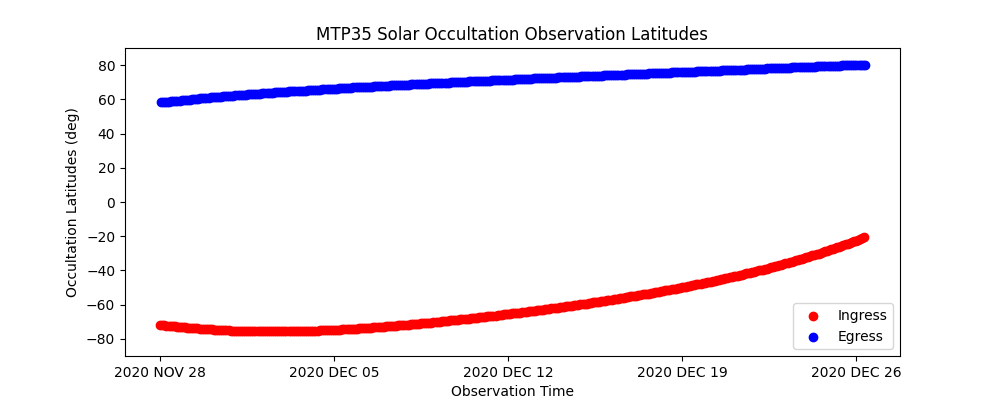 MTP35 Solar Occultation Observation Latitudes
Occultation Latitudes (deg)
80
60
40
20
0
−20
−40
−60
−80
Ingress
Egress
2020 NOV 28
2020 DEC 05
2020 DEC 12
2020 DEC 19
2020 DEC 26
Observation Time